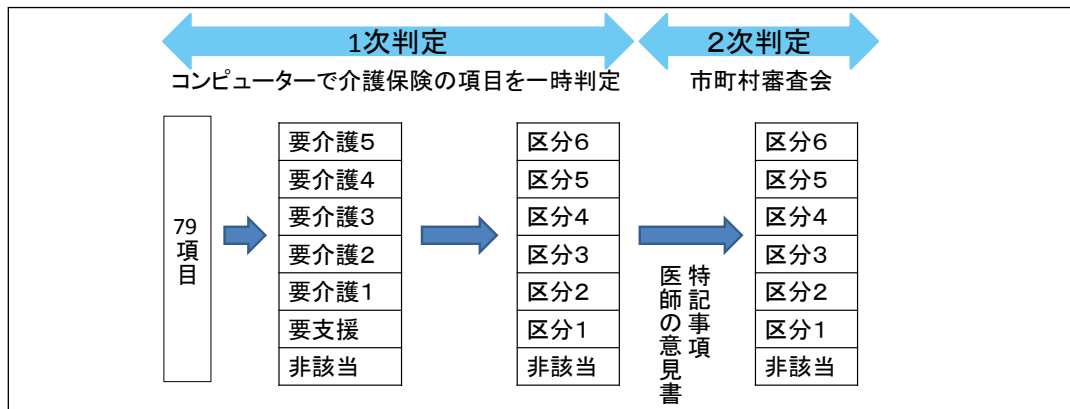 1次判定
2次判定
コンピューターで介護保険の項目を一時判定
市町村審査会
79項目
要介護5
要介護4
要介護3
要介護2
要介護1
要支援
非該当
区分6
区分5
区分4
区分3
区分2
区分1
非該当
特記事項
医師の意見書
区分6
区分5
区分4
区分3
区分2
区分1
非該当